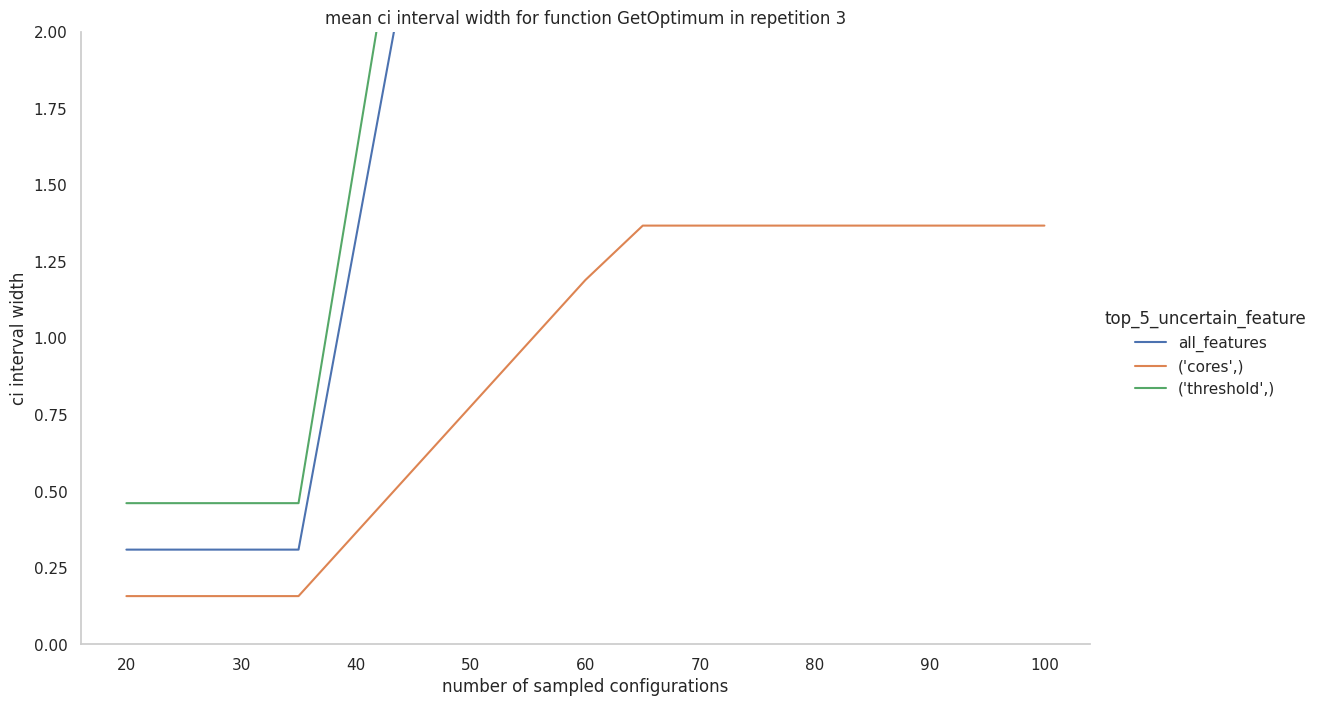 mean ci interval width for function GetOptimum in repetition 3
2.00
1.75
1.50
1.25
1.00
0.75
0.50
0.25
0.00
ci interval width
20 30 40 50 60 70 80 90 100
number of sampled configurations
top_5_uncertain_feature
all_features
('cores',)
('threshold',)